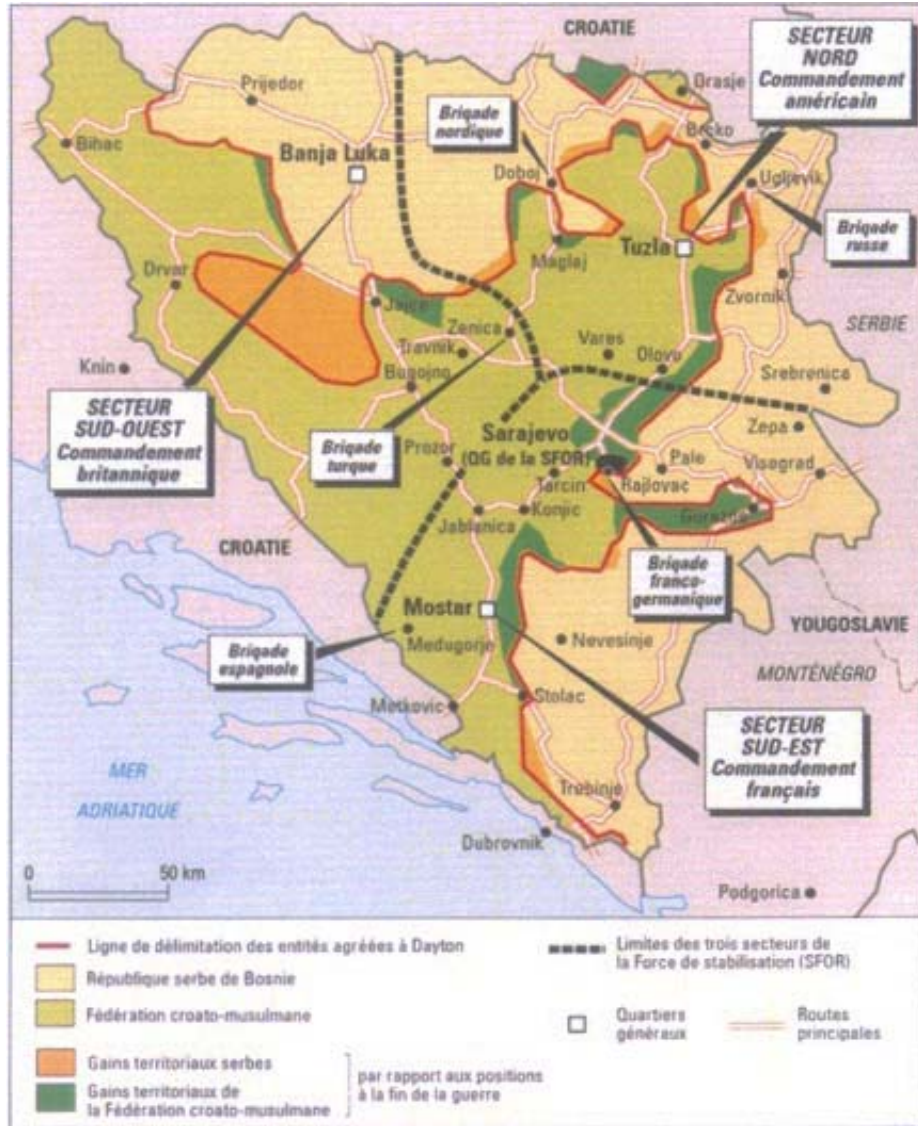 CROATIE
SECTEUR
NORD
Commandement
américain
Prijedor
Orasje
Brigade
nordique
Brcko
Bihac
Banja Luka
Doboj
Ugljevik
Brigade
russe
Tuzla
Maglaj
Drvar
Zvornik
Jajce
SERBIE
Zenica
Vares
Travnik
Olovo
Knin
Bugojno
Srebrenica
SECTEUR
SUD-OUEST
Commandement
britannique
Brigade
turque
Sarajevo
(QG de la SFOR)
Zepa
Prozor
Pale
Visegrad
Tarcin
Rajlovac
Jablanica
Konjic
Gorazde
CROATIE
Brigade
franco-
germanique
Mostar
YOUGOSLAVIE
Brigade
espagnole
Medugorje
Nevesinje
MONTÉNÉGRO
Metkovic
Stolac
SECTEUR
SUD-EST
Commandement
français
MER
ADRIATIQUE
Trebinje
Dubrovnik
0 50 km
Podgorica
Ligne de délimitation des entités agréées à Dayton
République serbe de Bosnie
Fédération croato-musulmane
Gains territoriaux serbes
Gains territoriaux de
la Fédération croato-musulmane
par rapport aux positions
à la fin de la guerre
Limites des trois secteurs de
la Force de stabilisation (SFOR)
Quartiers
généraux
Routes
principales